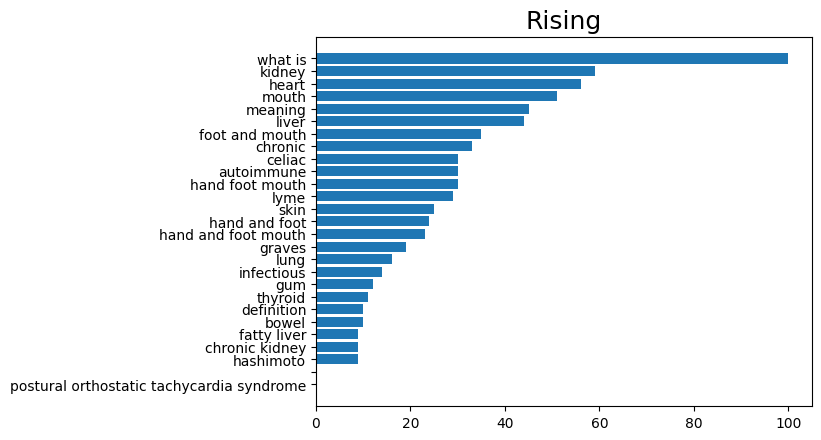 Rising
what is
kidney
heart
mouth
meaning
liver
foot and mouth
chronic
celiac
autoimmune
hand foot mouth
lyme
skin
hand and foot
hand and foot mouth
graves
lung
infectious
gum
thyroid
definition
bowel
fatty liver
chronic kidney
hashimoto
postural orthostatic tachycardia syndrome
0 20 40 60 80 100